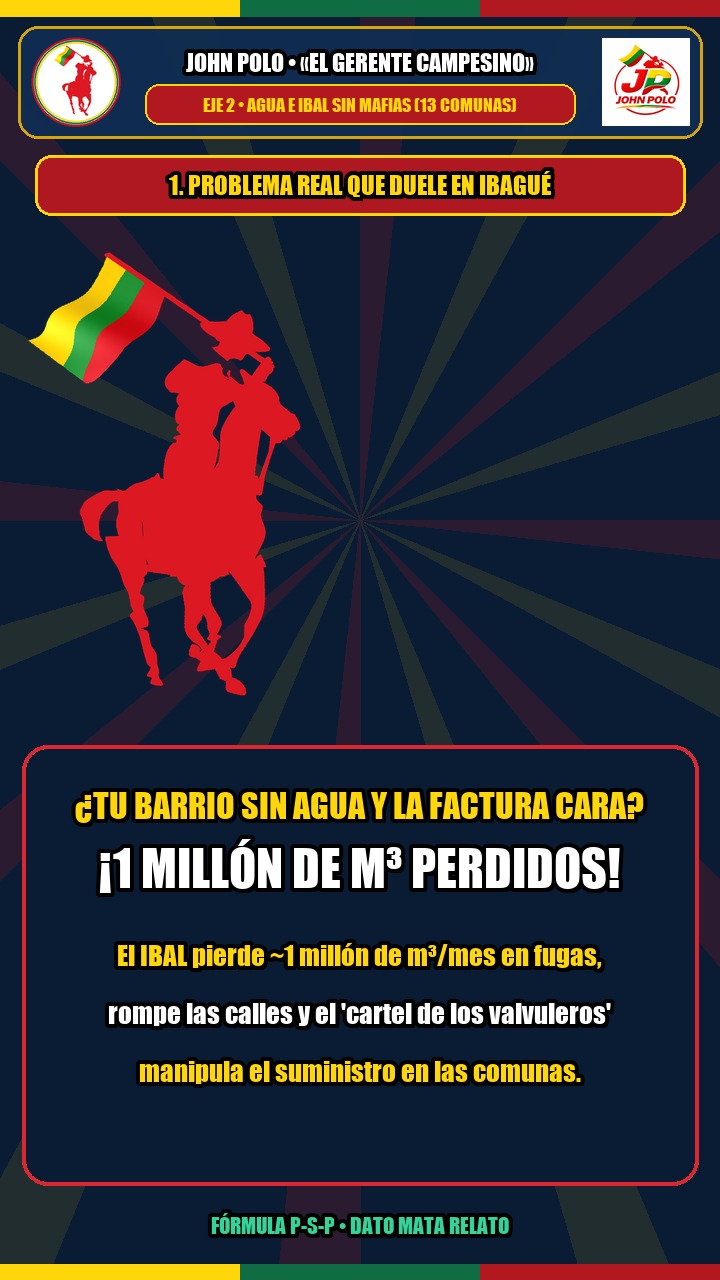 JOHN POLO • «EL GERENTE CAMPESINO»
EJE 2 • AGUA E IBAL SIN MAFIAS (13 COMUNAS)
JP
JOHN POLO
1. PROBLEMA REAL QUE DUELE EN IBAGUÉ
¿TU BARRIO SIN AGUA Y LA FACTURA CARA?
¡1 MILLÓN DE M³ PERDIDOS!
El IBAL pierde ~1 millón de m³/mes en fugas,
rompe las calles y el 'cartel de los valvuleros'
manipula el suministro en las comunas.
FÓRMULA P-S-P • DATO MATA RELATO